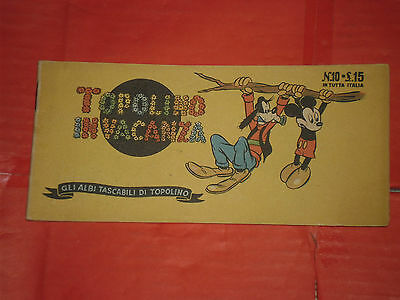 TOPOLINO
IN VACANZA
N.10 - £.15
IN TUTTA ITALIA
GLI ALBI TASCABILI DI TOPOLINO